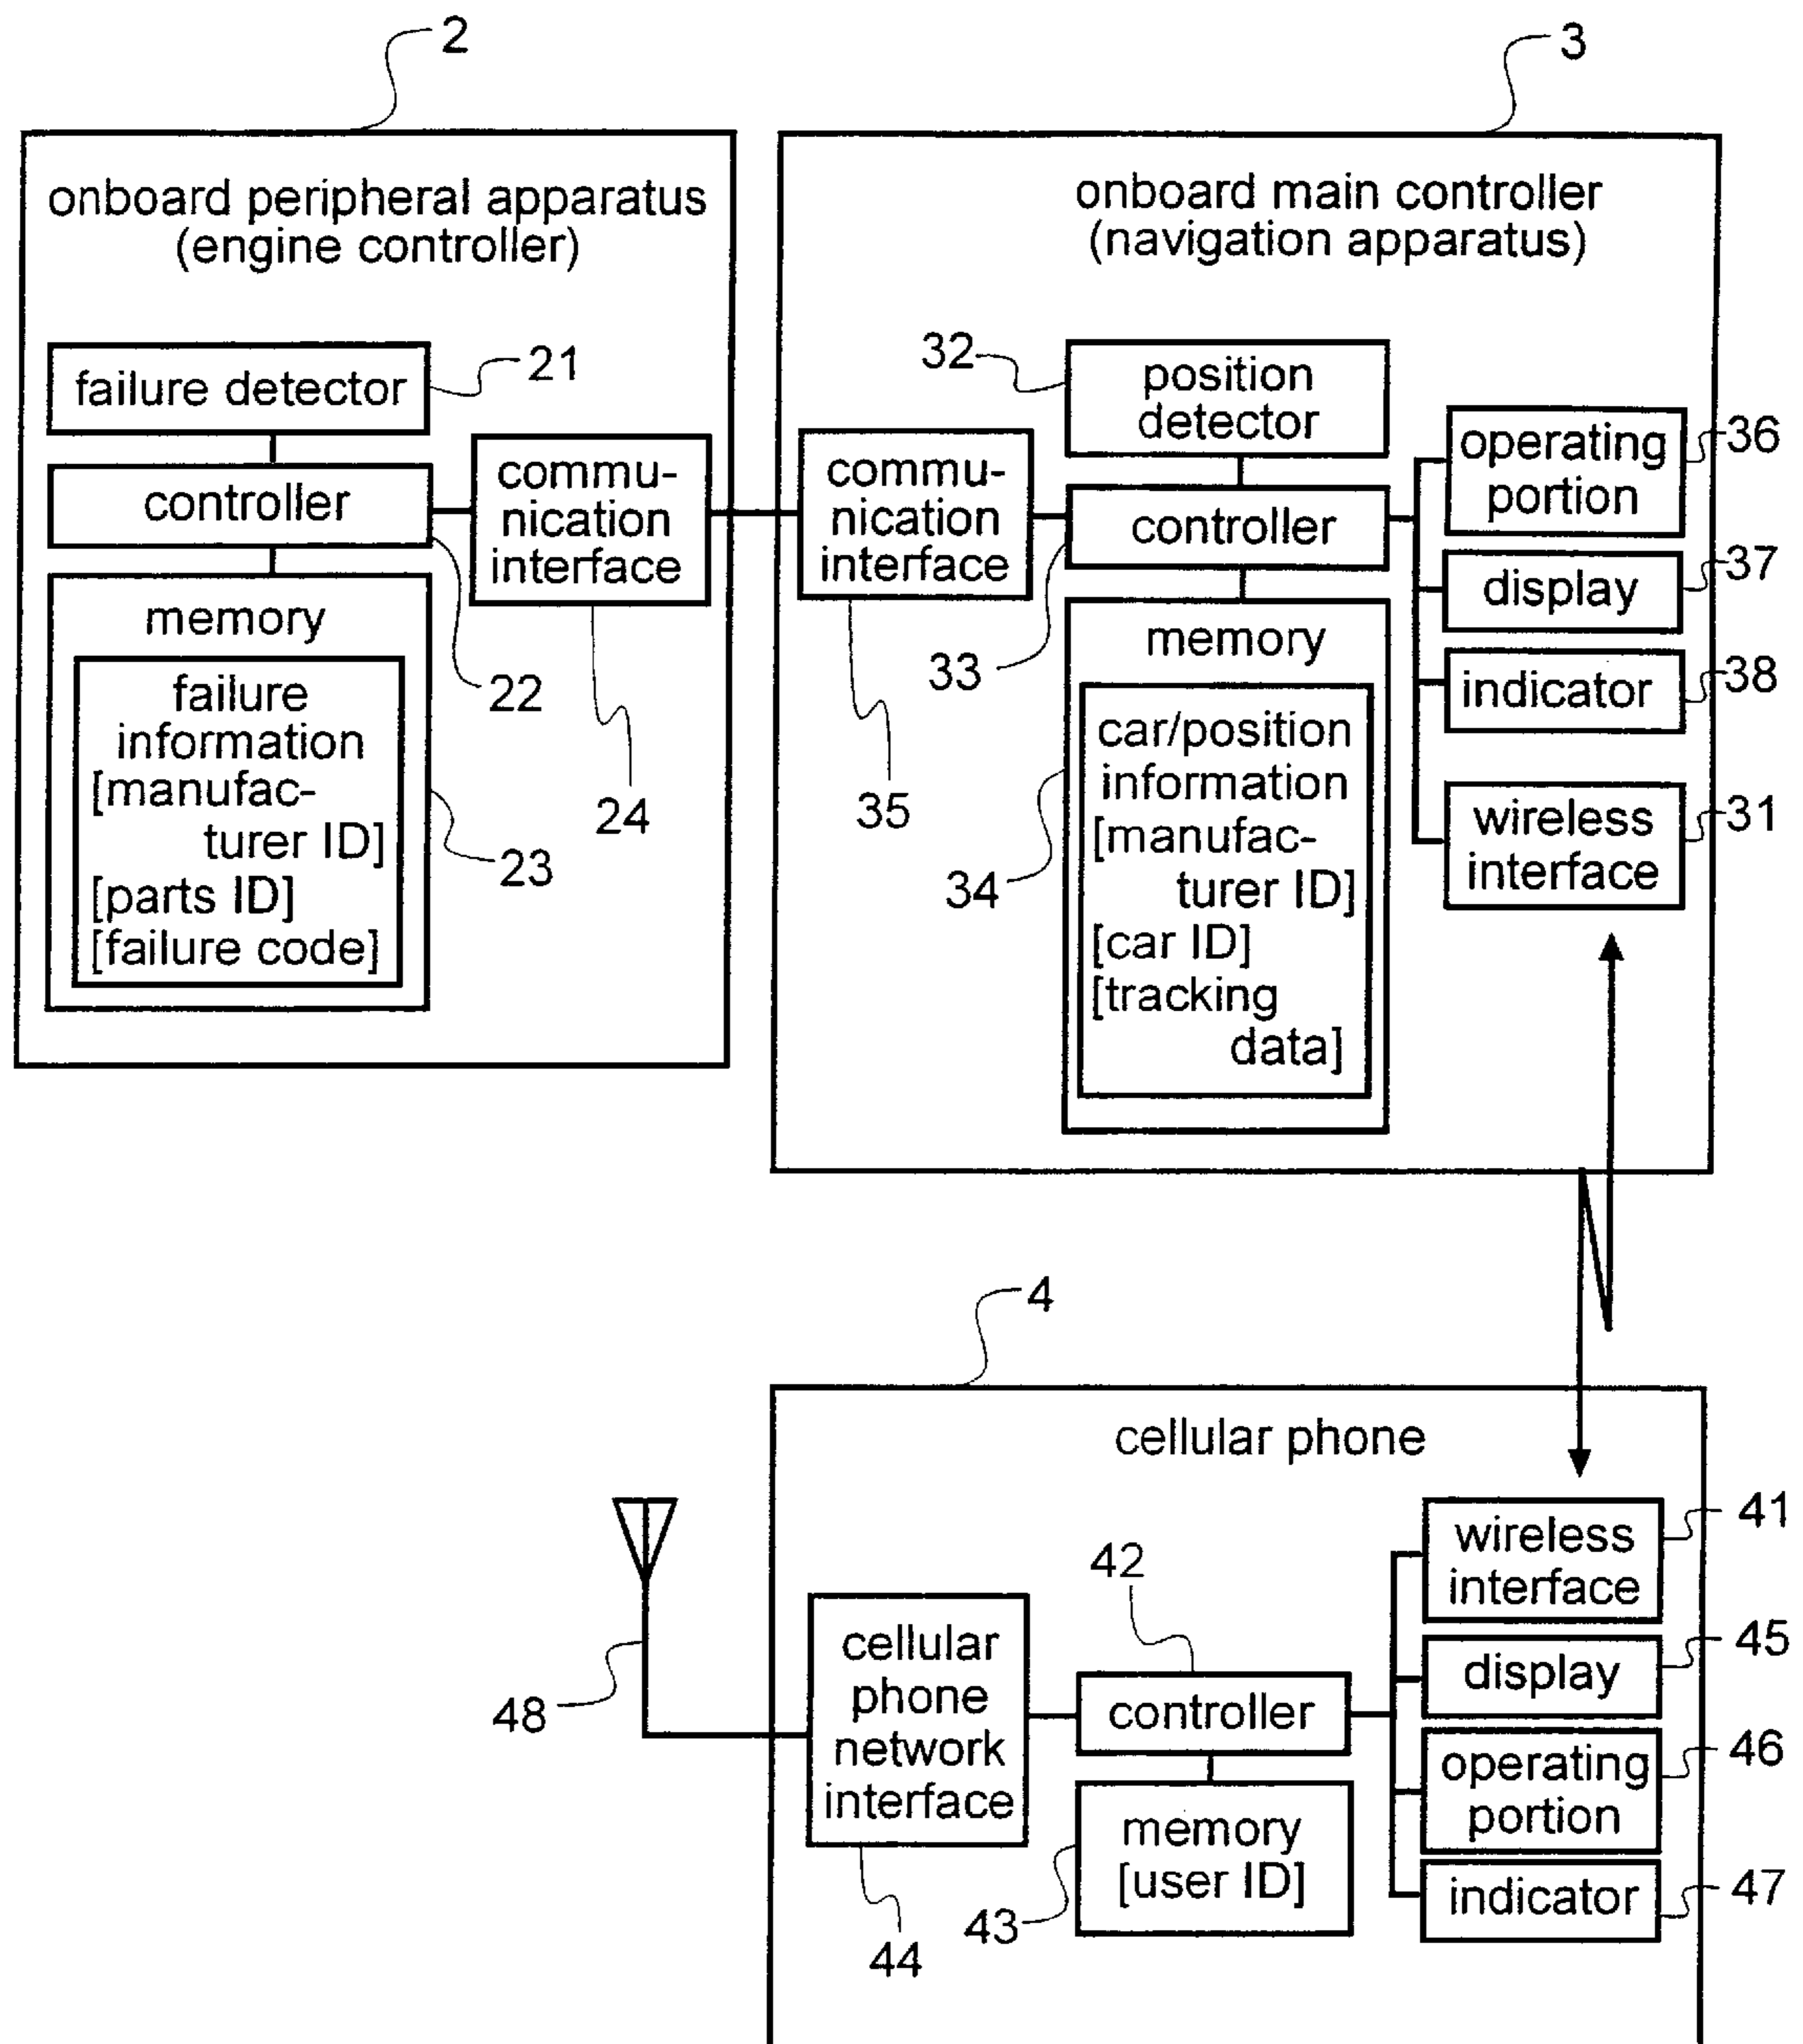 2
3
onboard peripheral apparatus
(engine controller)
failure detector
21
controller
22
commu-
nication
interface
24
memory
failure
information
[manufac-
turer ID]
[parts ID]
[failure code]
23
onboard main controller
(navigation apparatus)
32
position
detector
commu-
nication
interface
35
controller
33
memory
car/position
information
[manufac-
turer ID]
[car ID]
[tracking
data]
34
operating
portion
36
display
37
indicator
38
wireless
interface
31
4
cellular phone
48
cellular
phone
network
interface
44
42
controller
memory
[user ID]
43
wireless
interface
41
display
45
operating
portion
46
indicator
47